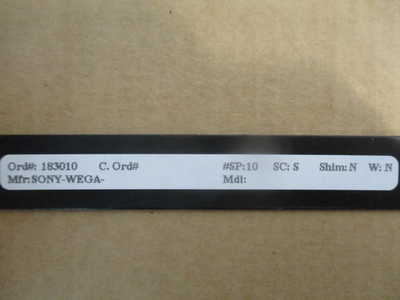 Ord#: 183010 C. Ord# #SP:10 SC: S Shim: N W: N
Mfr: SONY-WEGA- Mdl: